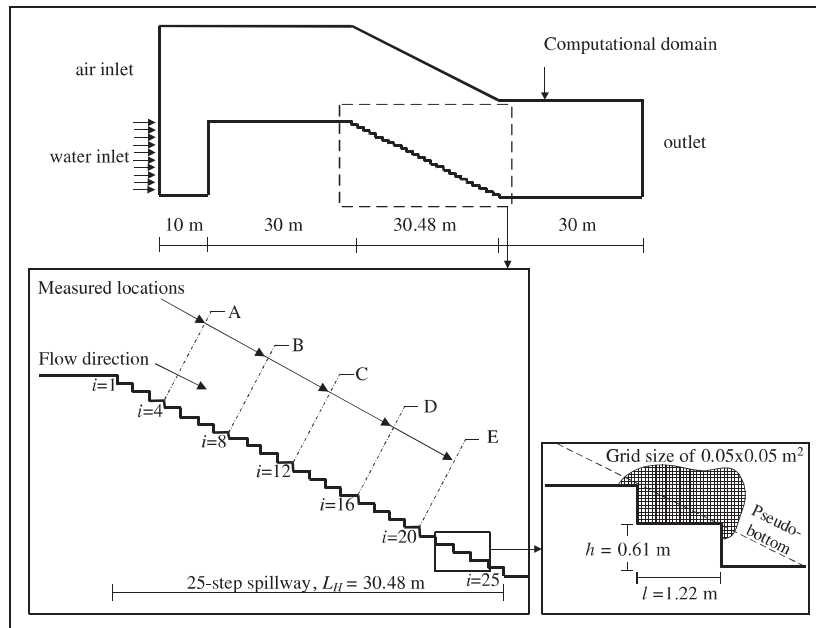 Computational domain
air inlet
water inlet
outlet
10 m
30 m
30.48 m
30 m
Measured locations
A
B
C
D
E
Flow direction
i=1
i=4
i=8
i=12
i=16
i=20
i=25
25-step spillway, L_H = 30.48 m
Grid size of 0.05x0.05 m²
Pseudo-
bottom
h = 0.61 m
l = 1.22 m